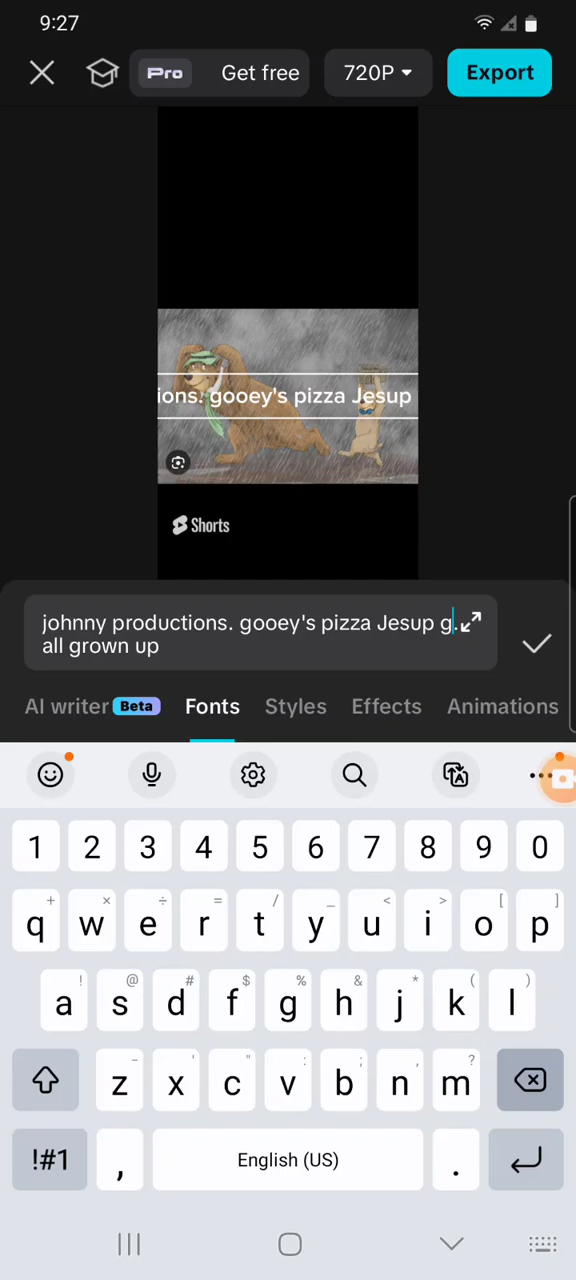 9:27
Pro Get free 720P Export
ions. gooey's pizza Jesup
Shorts
johnny productions. gooey's pizza Jesup g.
all grown up
AI writer Beta Fonts Styles Effects Animations
1 2 3 4 5 6 7 8 9 0
+ × ÷ = / _ < > [ ]
q w e r t y u i o p
! @ # $ % & * ( )
a s d f g h j k l
- ' " : ; , ?
z x c v b n m
!#1 , English (US) .